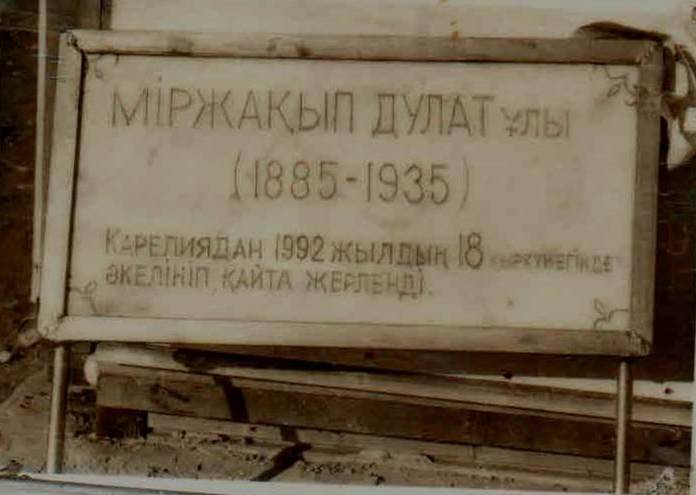 МІРЖАҚЫП ДУЛАТ ҰЛЫ
(1885-1935)
КАРЕЛИЯДАН 1992 ЖЫЛДЫҢ 18 ҚЫРКҮЙЕГІНДЕ
ӘКЕЛІНІП, ҚАЙТА ЖЕРЛЕНДІ.